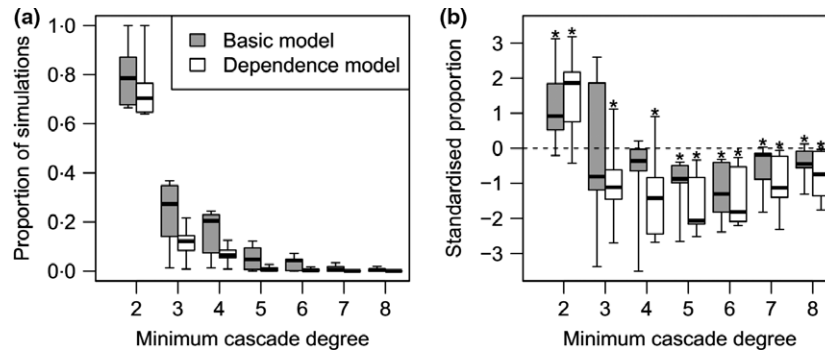 (a)
Proportion of simulations
1·0
0·8
0·6
0·4
0·2
0·0
Basic model
Dependence model
2 3 4 5 6 7 8
Minimum cascade degree
(b)
Standardised proportion
3
2
1
0
−1
−2
−3
* * * * * * * * * * * *
2 3 4 5 6 7 8
Minimum cascade degree